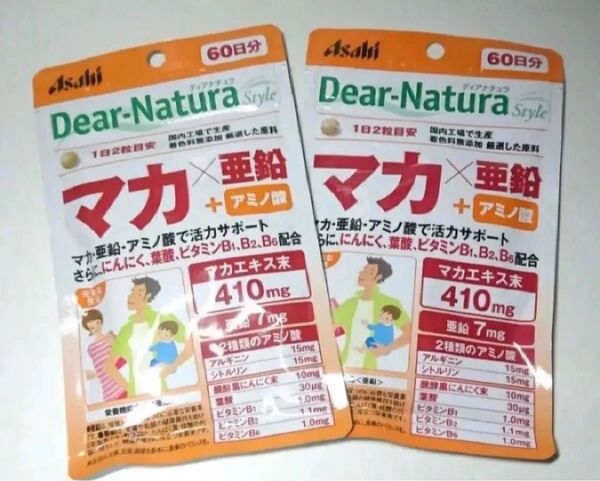 Asahi
60日分
ディアナチュラ
Dear-Natura Style
1日2粒目安
国内工場で生産
着色料無添加 厳選した原料
マカ×亜鉛
+アミノ酸
マカ・亜鉛・アミノ酸で活力サポート
さらに、にんにく、葉酸、ビタミンB1、B2、B6配合
マカエキス末
410mg
亜鉛 7mg
2種類のアミノ酸
アルギニン 15mg
シトルリン 15mg
醗酵黒にんにく末 10mg
葉酸 30μg
ビタミンB1 1.0mg
ビタミンB2 1.1mg
ビタミンB6 1.0mg
Asahi
60日分
ディアナチュラ
Dear-Natura Style
1日2粒目安
国内工場で生産
着色料無添加 厳選した原料
マカ×亜鉛
+アミノ酸
マカ・亜鉛・アミノ酸で活力サポート
さらに、にんにく、葉酸、ビタミンB1、B2、B6配合
マカエキス末
410mg
亜鉛 7mg
2種類のアミノ酸
アルギニン 15mg
シトルリン 15mg
醗酵黒にんにく末 10mg
葉酸 30μg
ビタミンB1 1.0mg
ビタミンB2 1.1mg
ビタミンB6 1.0mg